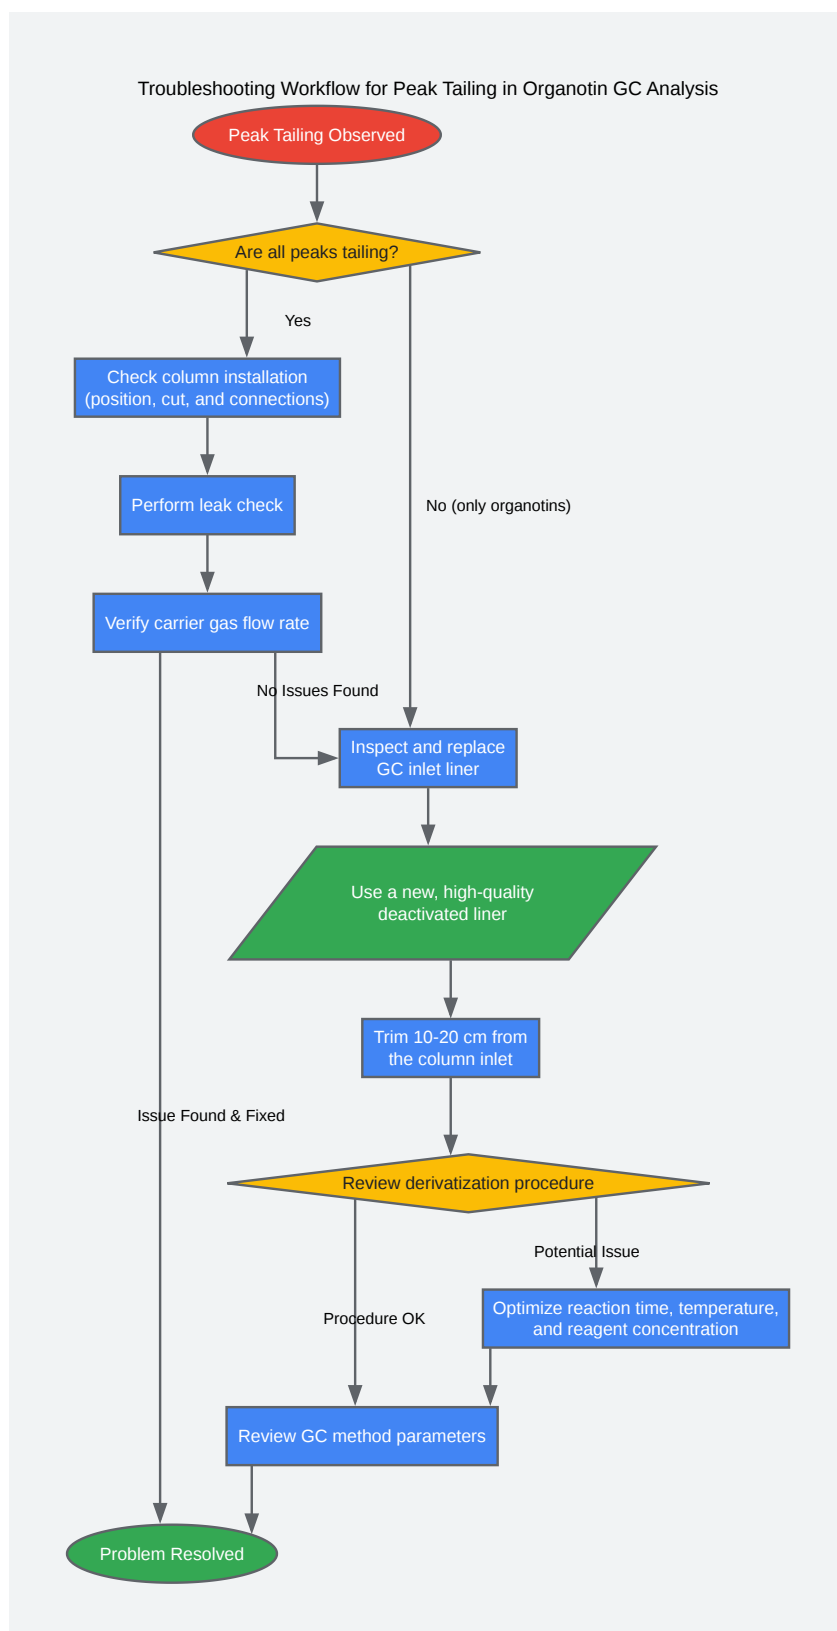 Troubleshooting Workflow for Peak Tailing in Organotin GC Analysis
Peak Tailing Observed
Are all peaks tailing?
Yes
Check column installation
(position, cut, and connections)
Perform leak check
No (only organotins)
Verify carrier gas flow rate
No Issues Found
Inspect and replace
GC inlet liner
Use a new, high-quality
deactivated liner
Trim 10-20 cm from
the column inlet
Issue Found & Fixed
Review derivatization procedure
Potential Issue
Optimize reaction time, temperature,
and reagent concentration
Procedure OK
Review GC method parameters
Problem Resolved